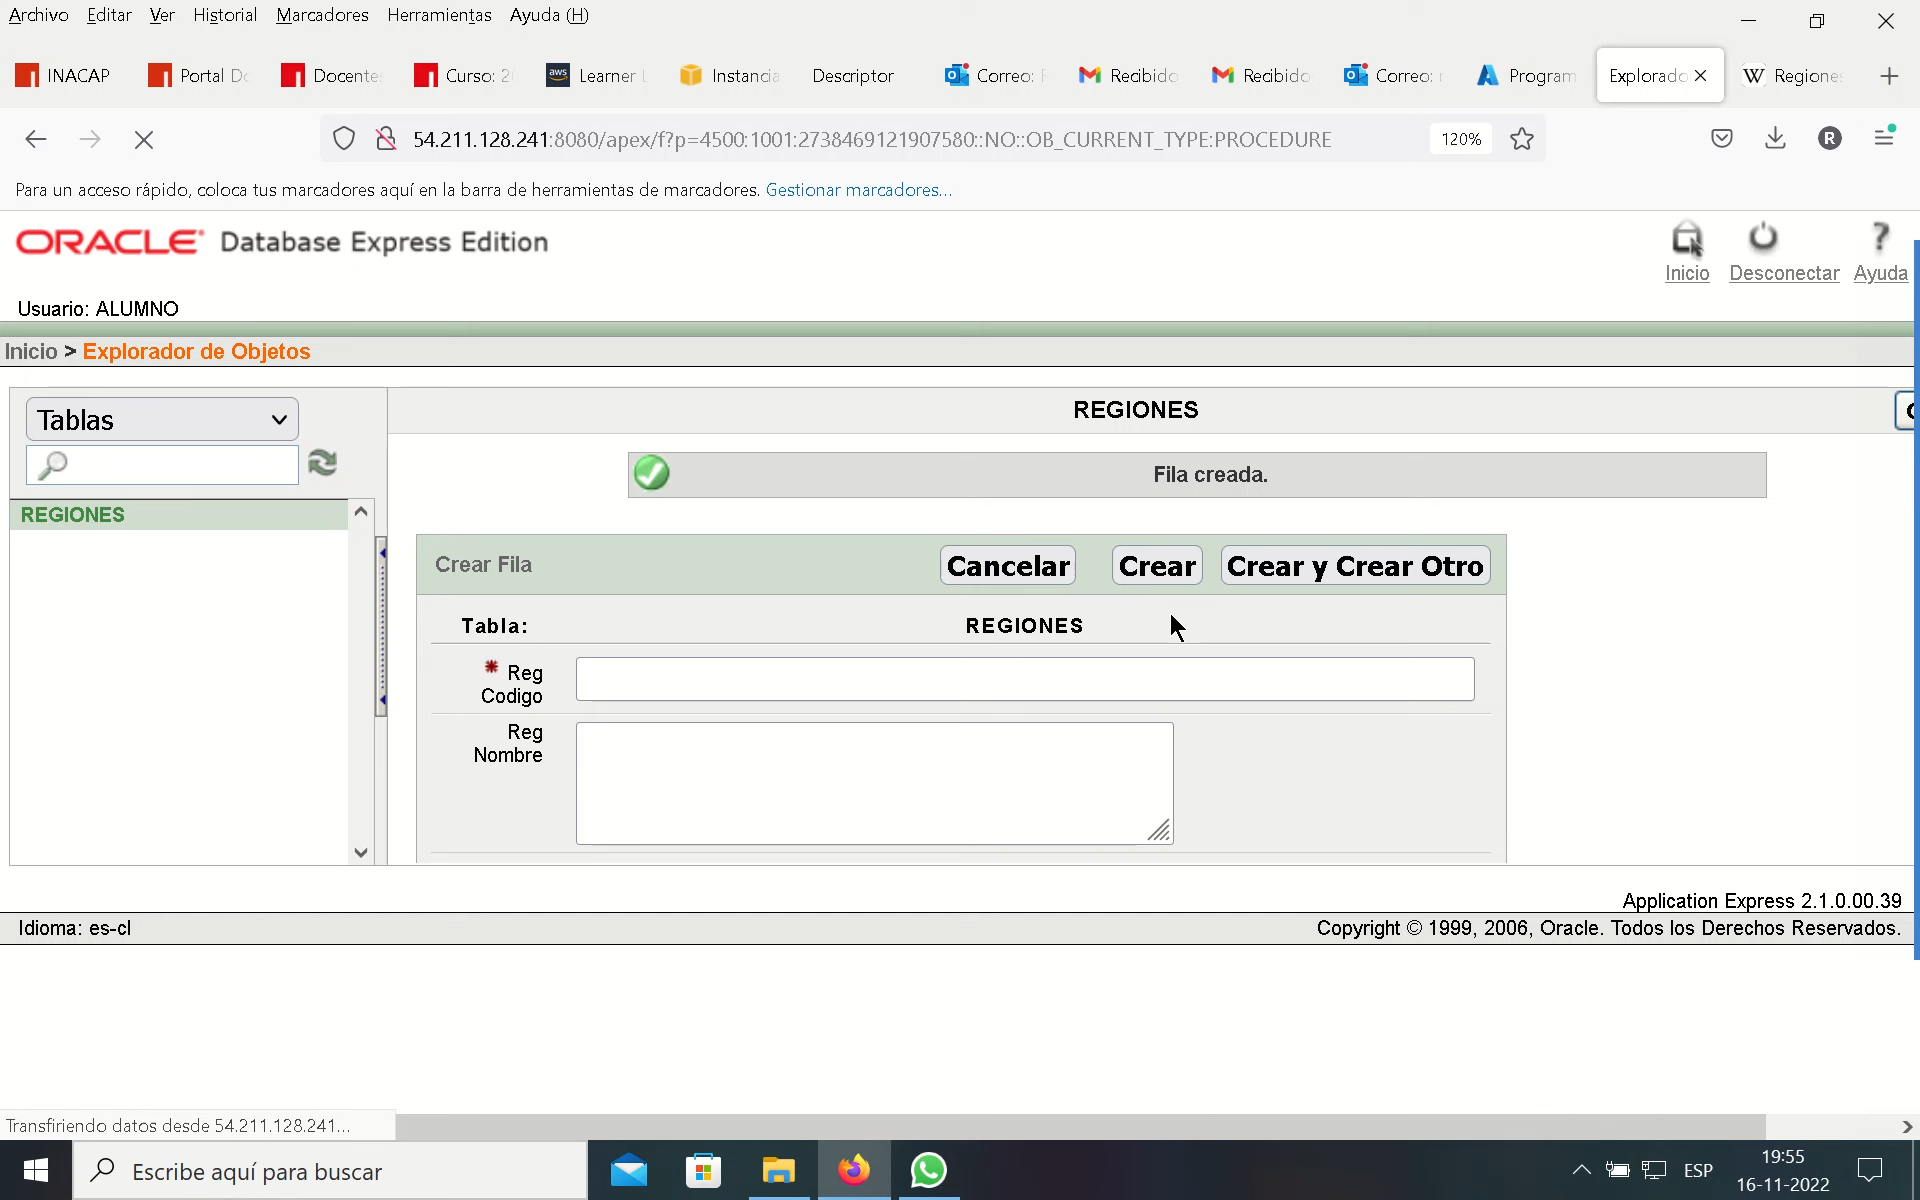 Archivo Editar Ver Historial Marcadores Herramientas Ayuda (H)
INACAP Portal Do Docente Curso: 2 Learner L Instancia Descriptor Correo: F Recibido Recibido Correo: r Program Explorado Regiones
54.211.128.241:8080/apex/f?p=4500:1001:2738469121907580::NO::OB_CURRENT_TYPE:PROCEDURE 120% R
Para un acceso rápido, coloca tus marcadores aquí en la barra de herramientas de marcadores. Gestionar marcadores...
ORACLE Database Express Edition
Inicio Desconectar Ayuda
Usuario: ALUMNO
Inicio > Explorador de Objetos
Tablas
REGIONES
Fila creada.
REGIONES
Crear Fila Cancelar Crear Crear y Crear Otro
Tabla: REGIONES
* Reg
Codigo
Reg
Nombre
Application Express 2.1.0.00.39
Idioma: es-cl Copyright © 1999, 2006, Oracle. Todos los Derechos Reservados.
Transfiriendo datos desde 54.211.128.241...
Escribe aquí para buscar
ESP
19:55
16-11-2022